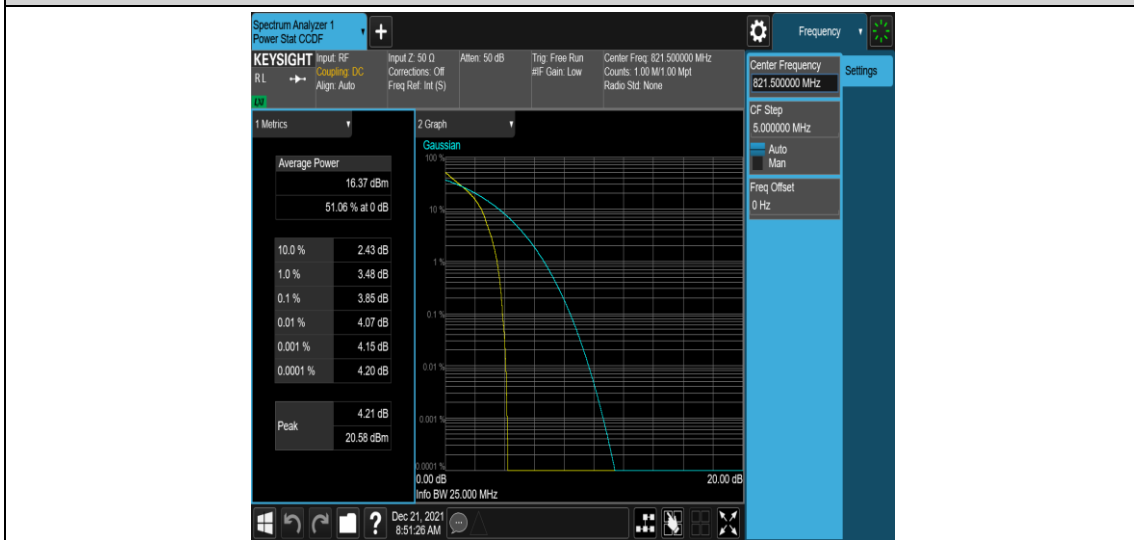 Spectrum Analyzer 1
Power Stat CCDF
+
Frequency
KEYSIGHT
Input: RF
Coupling: DC
Align: Auto
RL
LXI
Input Z: 50 Ω
Corrections: Off
Freq Ref: Int (S)
Atten: 50 dB
Trig: Free Run
#IF Gain: Low
Center Freq: 821.500000 MHz
Counts: 1.00 M/1.00 Mpt
Radio Std: None
Center Frequency
821.500000 MHz
Settings
CF Step
5.000000 MHz
Auto
Man
Freq Offset
0 Hz
1 Metrics
Average Power
16.37 dBm
51.06 % at 0 dB
10.0 % 2.43 dB
1.0 % 3.48 dB
0.1 % 3.85 dB
0.01 % 4.07 dB
0.001 % 4.15 dB
0.0001 % 4.20 dB
Peak
4.21 dB
20.58 dBm
2 Graph
Gaussian
100 %
10 %
1 %
0.1 %
0.01 %
0.001 %
0.0001 %
0.00 dB 20.00 dB
Info BW 25.000 MHz
?
Dec 21, 2021
8:51:26 AM